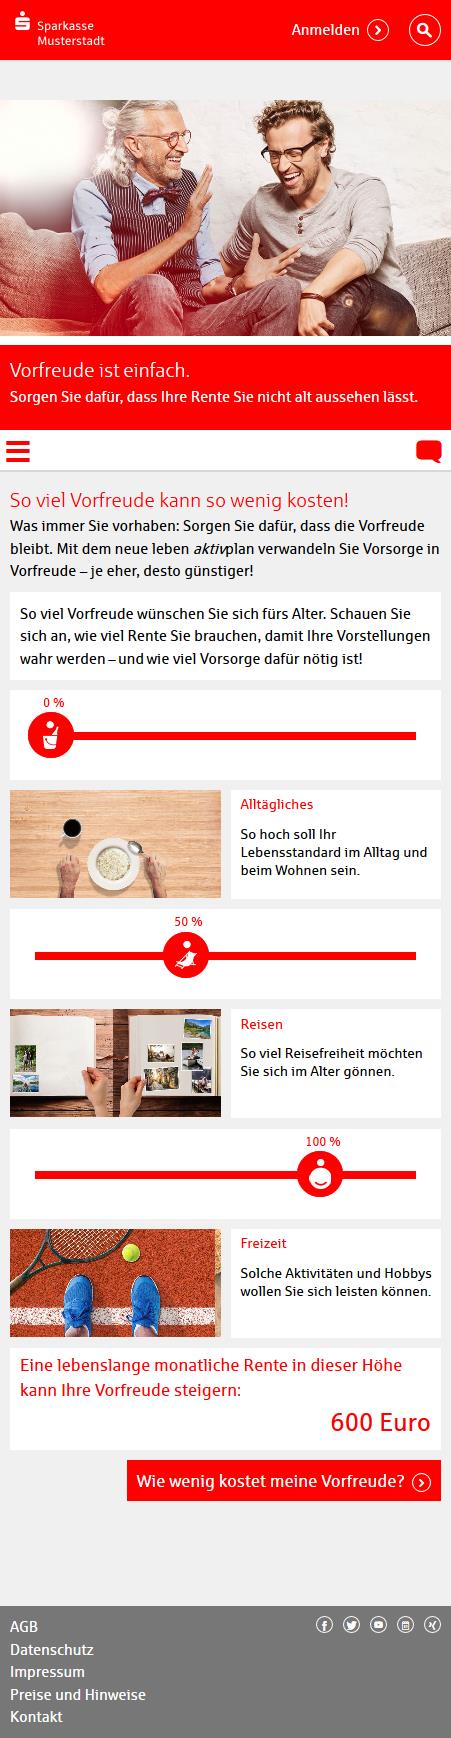 Sparkasse
Musterstadt
Anmelden
Vorfreude ist einfach.
Sorgen Sie dafür, dass Ihre Rente Sie nicht alt aussehen lässt.
So viel Vorfreude kann so wenig kosten!
Was immer Sie vorhaben: Sorgen Sie dafür, dass die Vorfreude
bleibt. Mit dem neue leben aktivplan verwandeln Sie Vorsorge in
Vorfreude – je eher, desto günstiger!
So viel Vorfreude wünschen Sie sich fürs Alter. Schauen Sie
sich an, wie viel Rente Sie brauchen, damit Ihre Vorstellungen
wahr werden – und wie viel Vorsorge dafür nötig ist!
0 %
Alltägliches
So hoch soll Ihr
Lebensstandard im Alltag und
beim Wohnen sein.
50 %
Reisen
So viel Reisefreiheit möchten
Sie sich im Alter gönnen.
100 %
Freizeit
Solche Aktivitäten und Hobbys
wollen Sie sich leisten können.
Eine lebenslange monatliche Rente in dieser Höhe
kann Ihre Vorfreude steigern:
600 Euro
Wie wenig kostet meine Vorfreude?
AGB
Datenschutz
Impressum
Preise und Hinweise
Kontakt